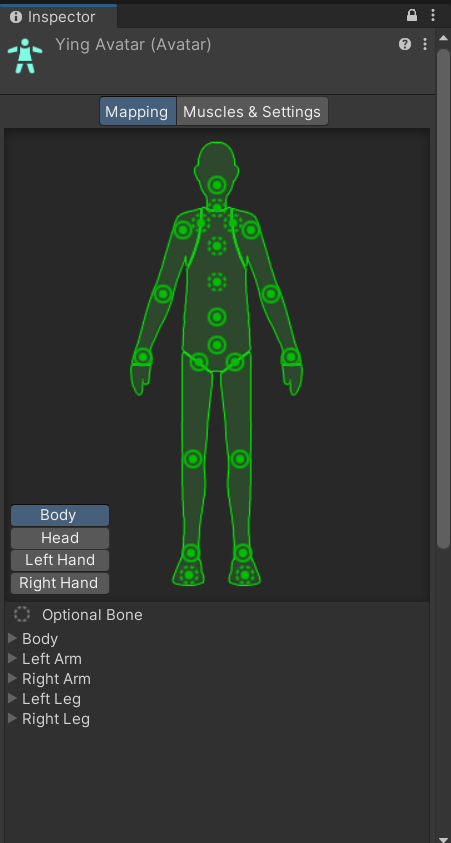 Inspector
Ying Avatar (Avatar)
Mapping Muscles & Settings
Body
Head
Left Hand
Right Hand
Optional Bone
Body
Left Arm
Right Arm
Left Leg
Right Leg